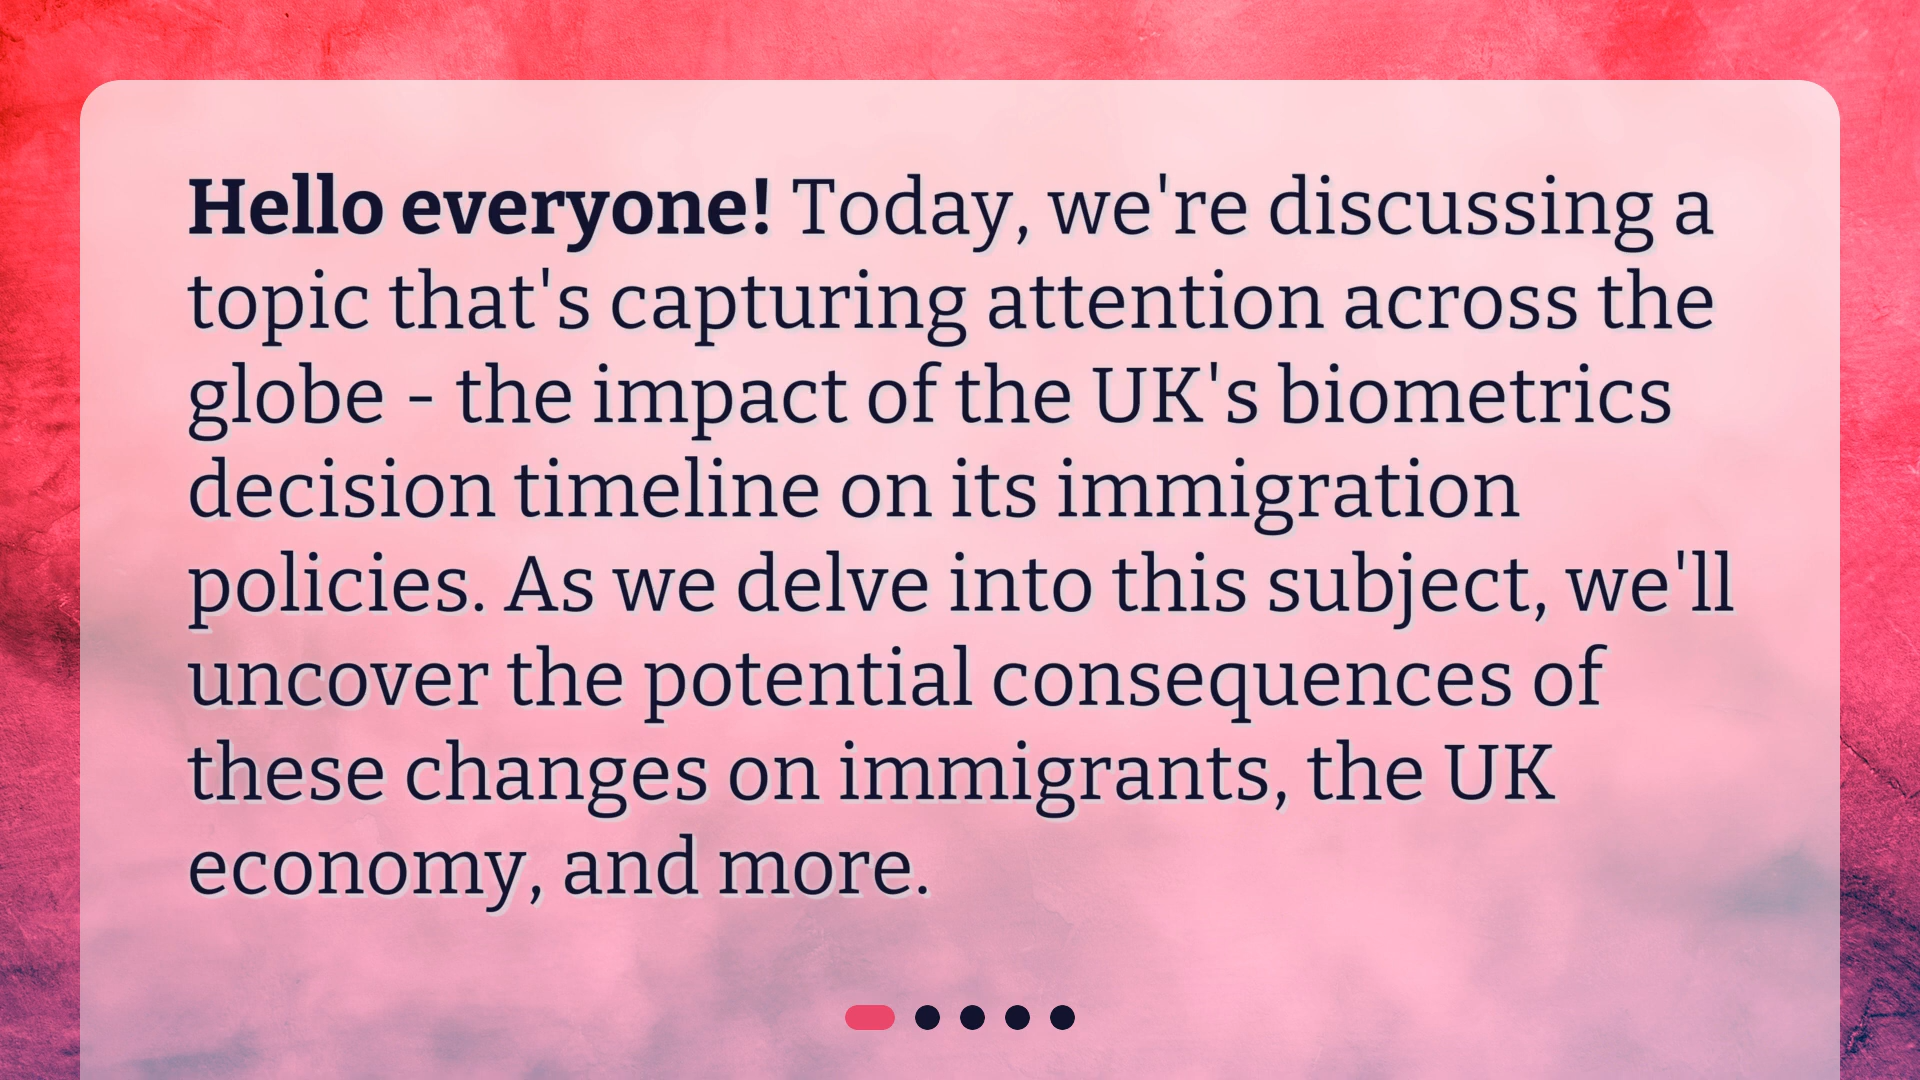 Hello everyone! Today, we're discussing a
topic that's capturing attention across the
globe - the impact of the UK's biometrics
decision timeline on its immigration
policies. As we delve into this subject, we'll
uncover the potential consequences of
these changes on immigrants, the UK
economy, and more.